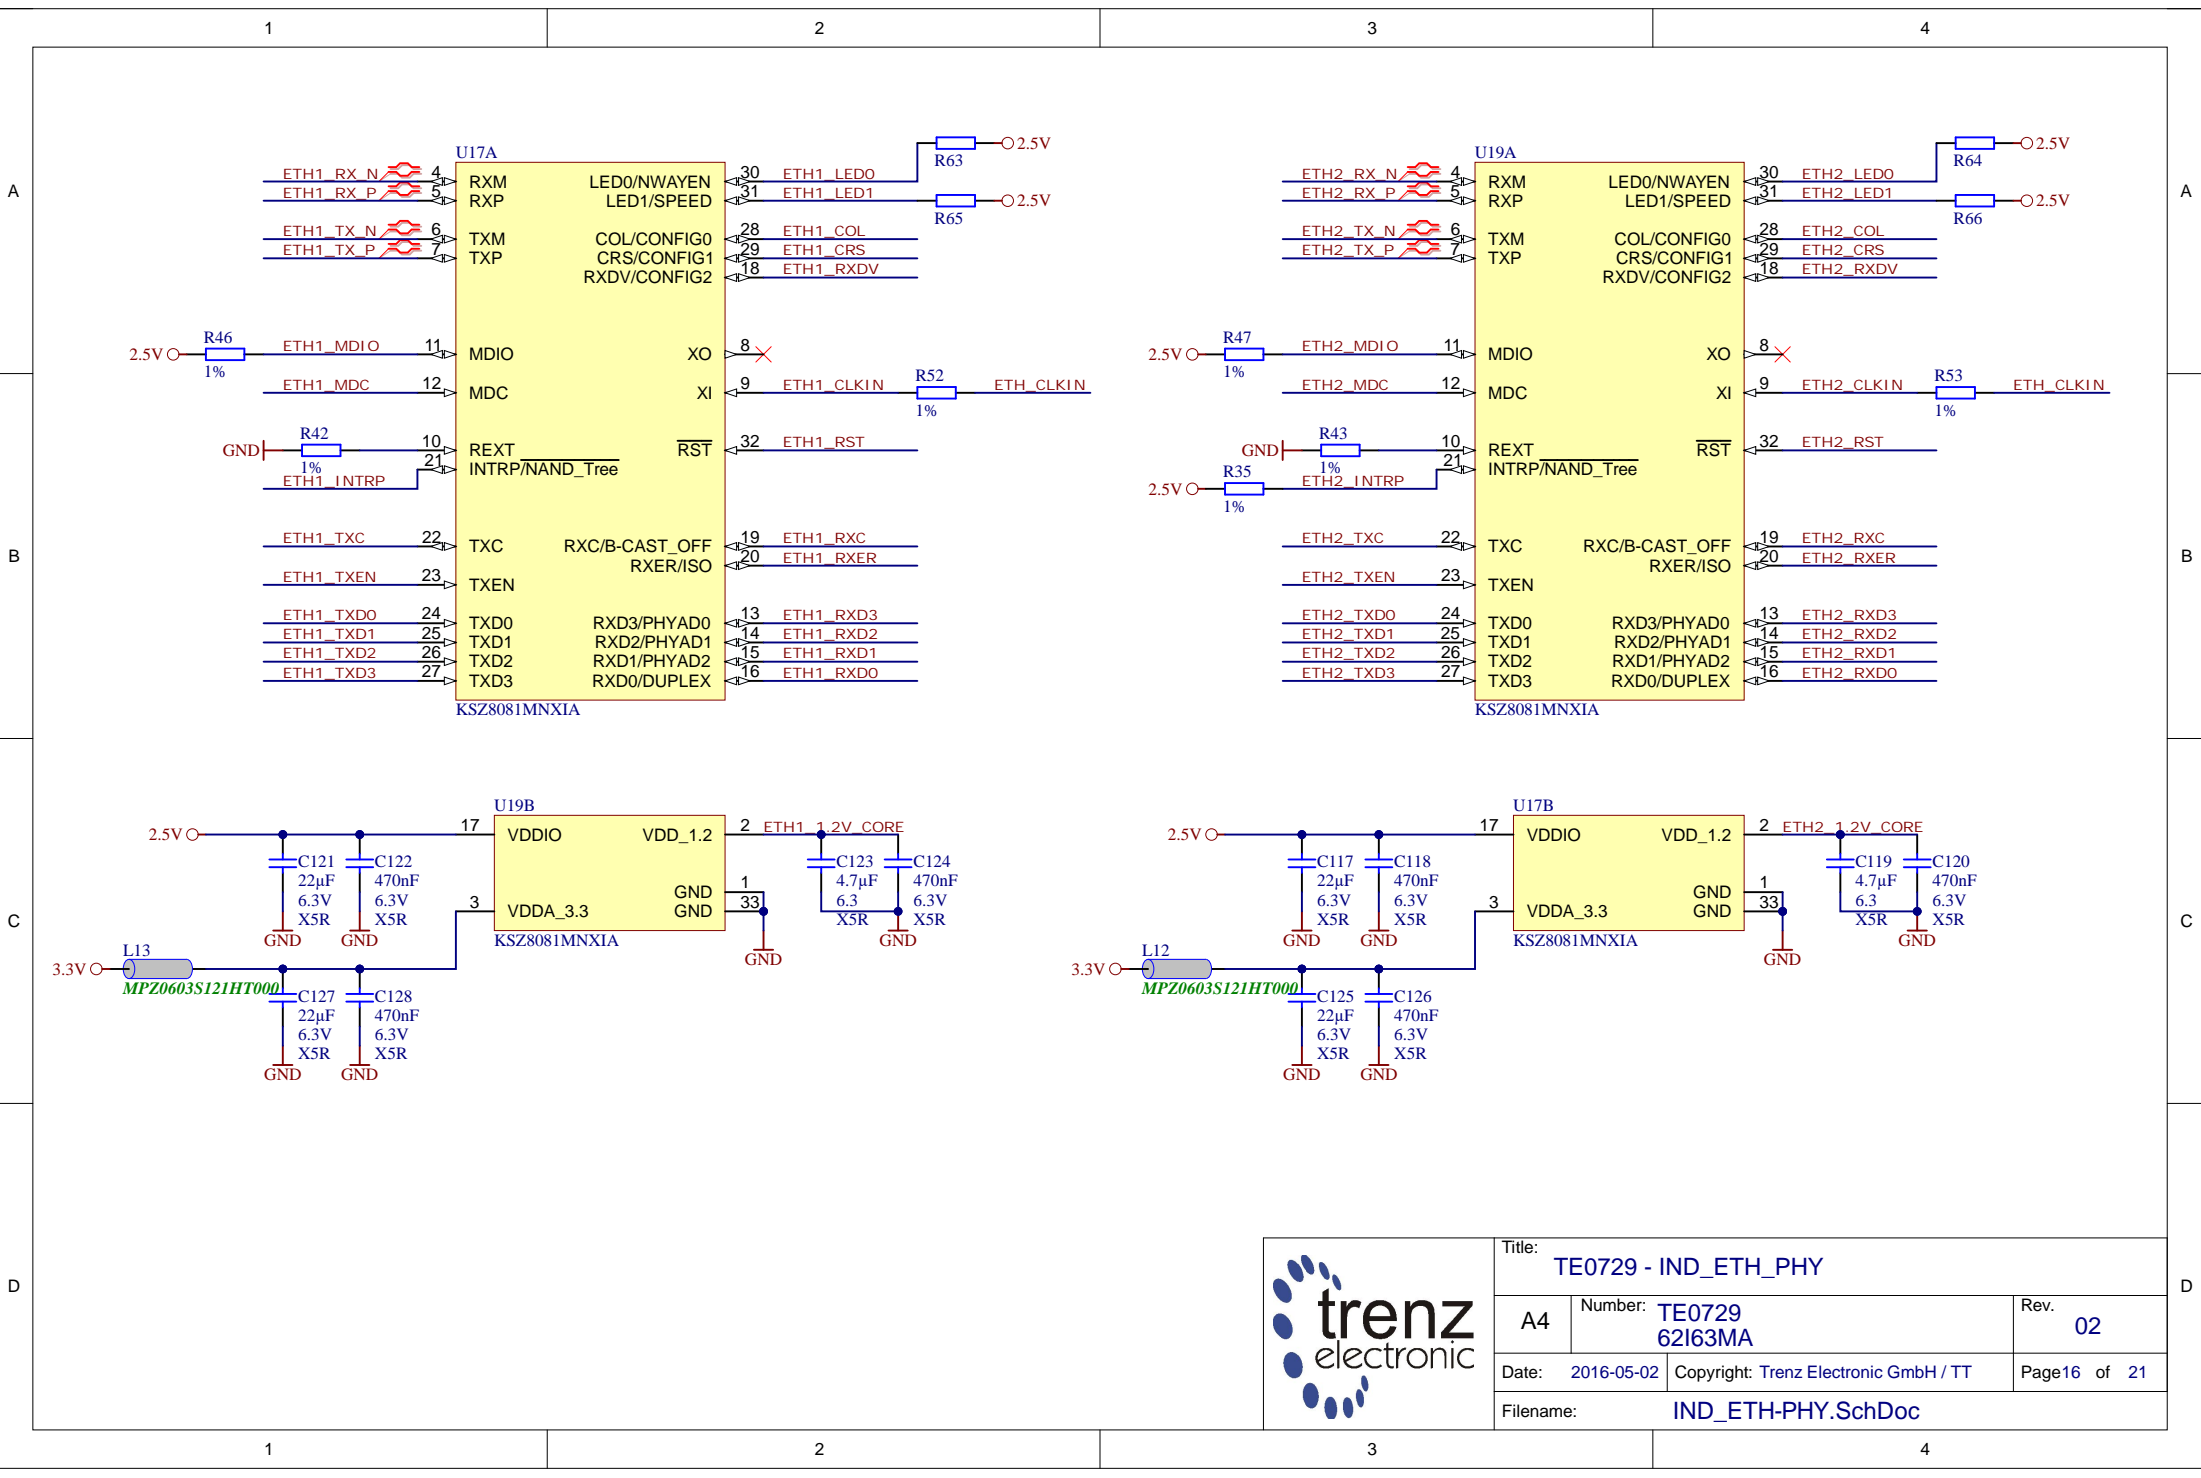 1 2 3 4
A A
B B
C C
D D
U17A
ETH1_RX_N 4 RXM
ETH1_RX_P 5 RXP
ETH1_TX_N 6 TXM
ETH1_TX_P 7 TXP
2.5V R46 1% ETH1_MDIO 11 MDIO
ETH1_MDC 12 MDC
GND R42 1% 10 REXT
ETH1_INTRP 21 INTRP/NAND_Tree
ETH1_TXC 22 TXC
ETH1_TXEN 23 TXEN
ETH1_TXD0 24 TXD0
ETH1_TXD1 25 TXD1
ETH1_TXD2 26 TXD2
ETH1_TXD3 27 TXD3
LED0/NWAYEN 30 ETH1_LED0 R63 2.5V
LED1/SPEED 31 ETH1_LED1 R65 2.5V
COL/CONFIG0 28 ETH1_COL
CRS/CONFIG1 29 ETH1_CRS
RXDV/CONFIG2 18 ETH1_RXDV
XO 8
XI 9 ETH1_CLKIN R52 1% ETH_CLKIN
RST 32 ETH1_RST
RXC/B-CAST_OFF 19 ETH1_RXC
RXER/ISO 20 ETH1_RXER
RXD3/PHYAD0 13 ETH1_RXD3
RXD2/PHYAD1 14 ETH1_RXD2
RXD1/PHYAD2 15 ETH1_RXD1
RXD0/DUPLEX 16 ETH1_RXD0
KSZ8081MNXIA
U19A
ETH2_RX_N 4 RXM
ETH2_RX_P 5 RXP
ETH2_TX_N 6 TXM
ETH2_TX_P 7 TXP
2.5V R47 1% ETH2_MDIO 11 MDIO
ETH2_MDC 12 MDC
GND R43 1% 10 REXT
2.5V R35 1% ETH2_INTRP 21 INTRP/NAND_Tree
ETH2_TXC 22 TXC
ETH2_TXEN 23 TXEN
ETH2_TXD0 24 TXD0
ETH2_TXD1 25 TXD1
ETH2_TXD2 26 TXD2
ETH2_TXD3 27 TXD3
LED0/NWAYEN 30 ETH2_LED0 R64 2.5V
LED1/SPEED 31 ETH2_LED1 R66 2.5V
COL/CONFIG0 28 ETH2_COL
CRS/CONFIG1 29 ETH2_CRS
RXDV/CONFIG2 18 ETH2_RXDV
XO 8
XI 9 ETH2_CLKIN R53 1% ETH_CLKIN
RST 32 ETH2_RST
RXC/B-CAST_OFF 19 ETH2_RXC
RXER/ISO 20 ETH2_RXER
RXD3/PHYAD0 13 ETH2_RXD3
RXD2/PHYAD1 14 ETH2_RXD2
RXD1/PHYAD2 15 ETH2_RXD1
RXD0/DUPLEX 16 ETH2_RXD0
KSZ8081MNXIA
U19B
2.5V 17 VDDIO VDD_1.2 2 ETH1_1.2V_CORE
3 VDDA_3.3 GND 1
GND 33
KSZ8081MNXIA
GND
C121 22µF 6.3V X5R GND
C122 470nF 6.3V X5R GND
C123 4.7µF 6.3 X5R
C124 470nF 6.3V X5R GND
3.3V L13 MPZ0603S121HT000
C127 22µF 6.3V X5R GND
C128 470nF 6.3V X5R GND
U17B
2.5V 17 VDDIO VDD_1.2 2 ETH2_1.2V_CORE
3 VDDA_3.3 GND 1
GND 33
KSZ8081MNXIA
GND
C117 22µF 6.3V X5R GND
C118 470nF 6.3V X5R GND
C119 4.7µF 6.3 X5R
C120 470nF 6.3V X5R GND
3.3V L12 MPZ0603S121HT000
C125 22µF 6.3V X5R GND
C126 470nF 6.3V X5R GND
trenz
electronic
Title: TE0729 - IND_ETH_PHY
A4 Number: TE0729
62I63MA
Rev. 02
Date: 2016-05-02 Copyright: Trenz Electronic GmbH / TT Page16 of 21
Filename: IND_ETH-PHY.SchDoc
1 2 3 4